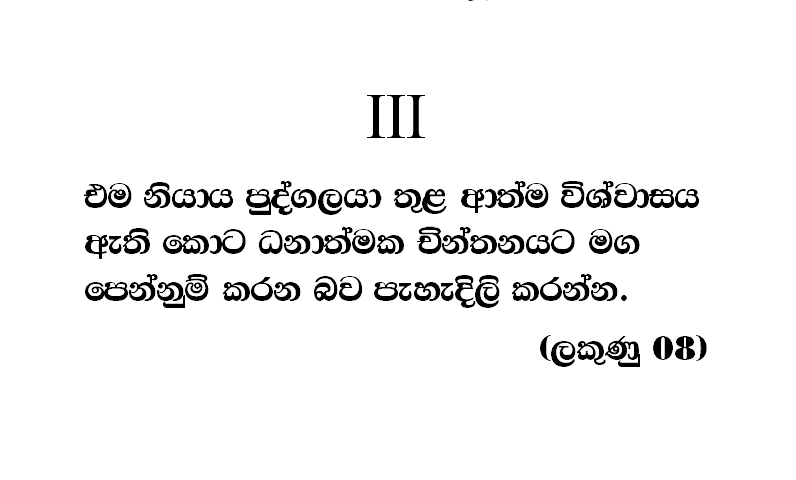 III
එම න්‍යාය පුද්ගලයා තුළ ආත්ම විශ්වාසය
ඇති කොට ධනාත්මක චින්තනයට මග
පෙන්නුම් කරන බව පැහැදිලි කරන්න.
(ලකුණු 08)